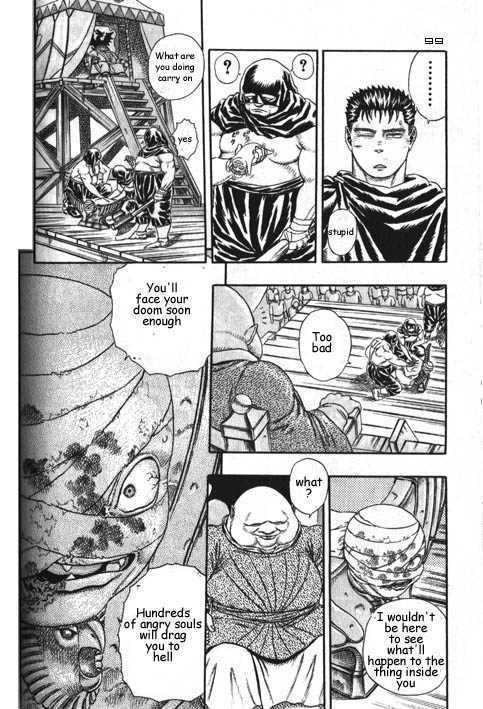 99
.........
stupid
?
?
What are
you doing
carry on
yes
Too
bad
I wouldn't
be here
to see
what'll
happen to the
thing inside
you
what
?
You'll
face your
doom soon
enough
Hundreds
of angry souls
will drag
you to
hell